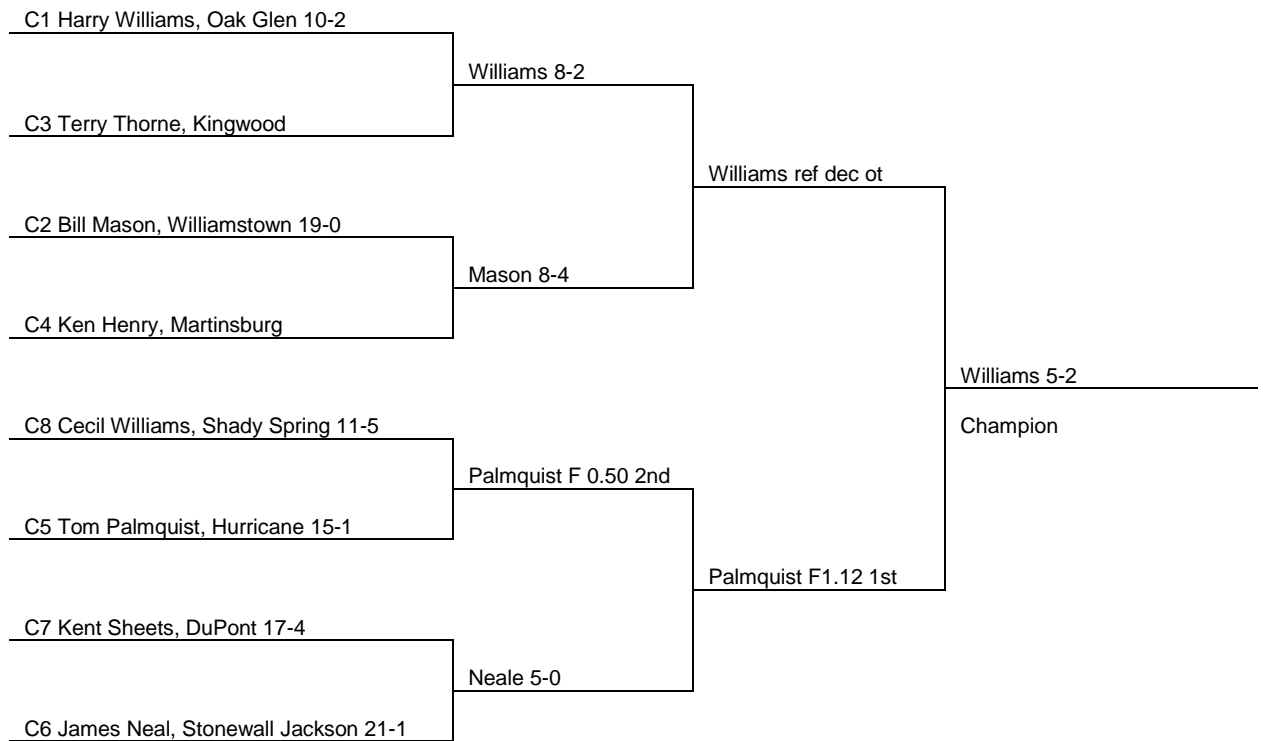 C1 Harry Williams, Oak Glen 10-2
Williams 8-2
C3 Terry Thorne, Kingwood
Williams ref dec ot
C2 Bill Mason, Williamstown 19-0
Mason 8-4
C4 Ken Henry, Martinsburg
Williams 5-2
C8 Cecil Williams, Shady Spring 11-5
Champion
Palmquist F 0.50 2nd
C5 Tom Palmquist, Hurricane 15-1
Palmquist F1.12 1st
C7 Kent Sheets, DuPont 17-4
Neale 5-0
C6 James Neal, Stonewall Jackson 21-1